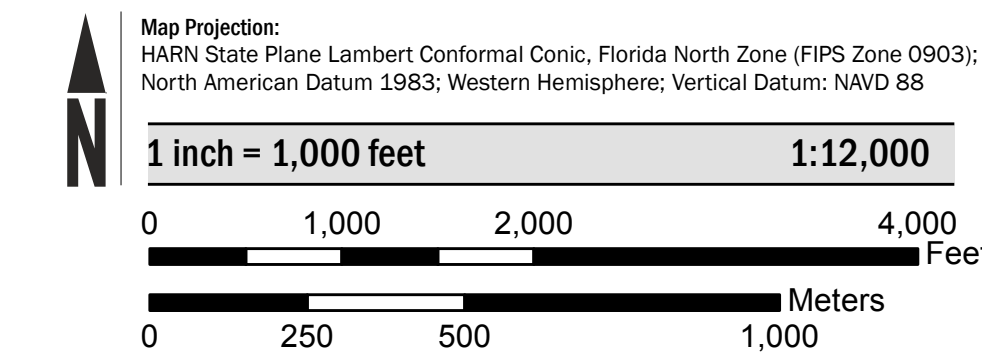 Map Projection:
HARN State Plane Lambert Conformal Conic, Florida North Zone (FIPS Zone 0903);
North American Datum 1983; Western Hemisphere; Vertical Datum: NAVD 88
N
1 inch = 1,000 feet 1:12,000
0 1,000 2,000 4,000
Feet
Meters
0 250 500 1,000